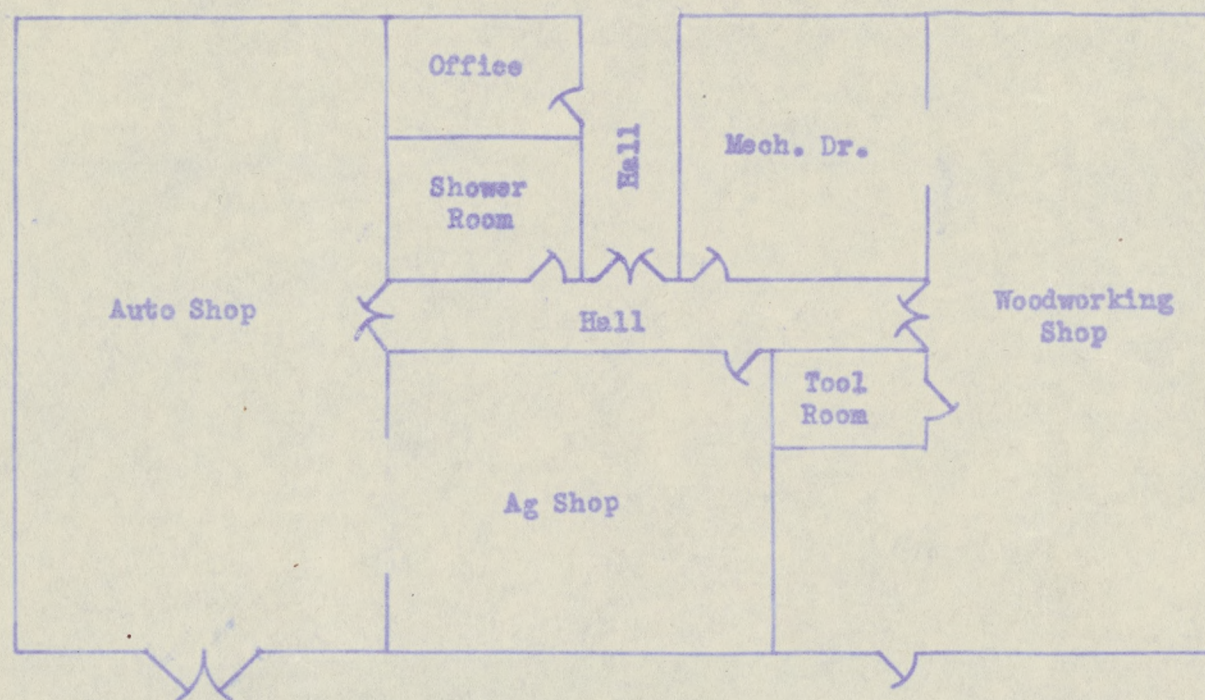 Office
Hall
Mech. Dr.
Shower
Room
Auto Shop
Hall
Woodworking
Shop
Tool
Room
Ag Shop